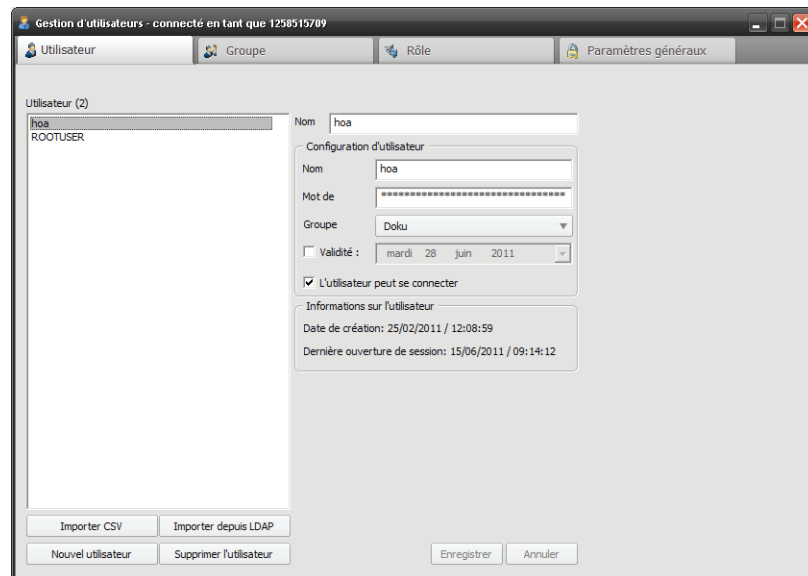 Gestion d'utilisateurs - connecté en tant que 1258515709
Utilisateur
Groupe
Rôle
Paramètres généraux
Utilisateur (2)
hoa
ROOTUSER
Nom hoa
Configuration d'utilisateur
Nom hoa
Mot de ********************************
Groupe Doku
Validité : mardi 28 juin 2011
L'utilisateur peut se connecter
Informations sur l'utilisateur
Date de création: 25/02/2011 / 12:08:59
Dernière ouverture de session: 15/06/2011 / 09:14:12
Importer CSV Importer depuis LDAP
Nouvel utilisateur Supprimer l'utilisateur Enregistrer Annuler